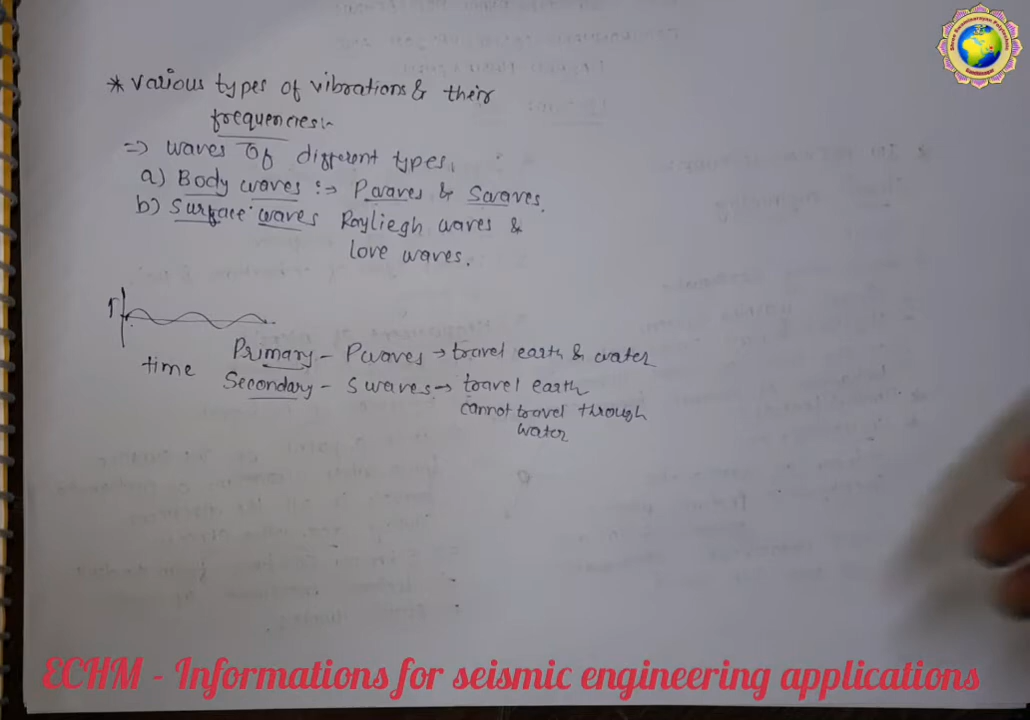 * various types of vibrations & their
frequencies:-
=> waves of different types.
a) Body waves :-> P waves & S waves.
b) Surface waves Rayliegh waves &
love waves.
time
Primary - P waves -> travel earth & water
Secondary - S waves -> travel earth
cannot travel through
water
ECHM - Informations for seismic engineering applications